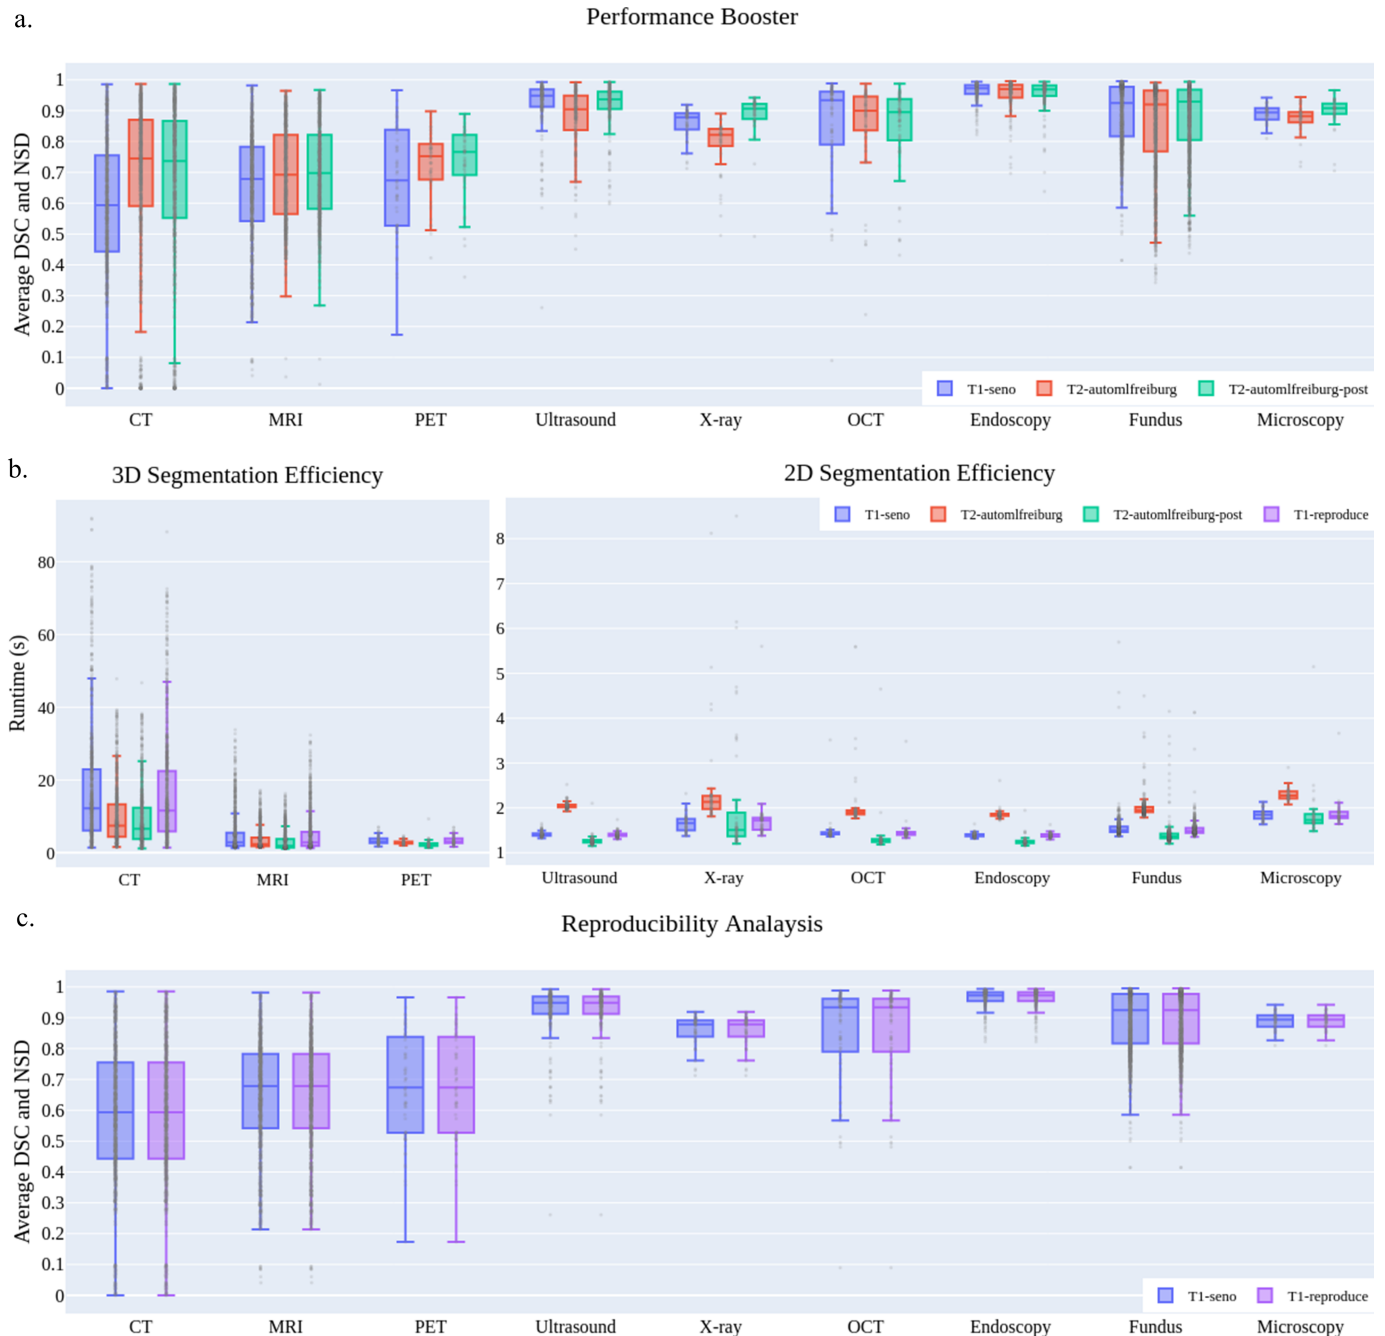 a.
Performance Booster
Average DSC and NSD
1
0.9
0.8
0.7
0.6
0.5
0.4
0.3
0.2
0.1
0
T1-seno T2-automlfreiburg T2-automlfreiburg-post
CT MRI PET Ultrasound X-ray OCT Endoscopy Fundus Microscopy
b.
3D Segmentation Efficiency
Runtime (s)
80
60
40
20
0
CT MRI PET
2D Segmentation Efficiency
T1-seno T2-automlfreiburg T2-automlfreiburg-post T1-reproduce
8
7
6
5
4
3
2
1
Ultrasound X-ray OCT Endoscopy Fundus Microscopy
c.
Reproducibility Analaysis
Average DSC and NSD
1
0.9
0.8
0.7
0.6
0.5
0.4
0.3
0.2
0.1
0
T1-seno T1-reproduce
CT MRI PET Ultrasound X-ray OCT Endoscopy Fundus Microscopy